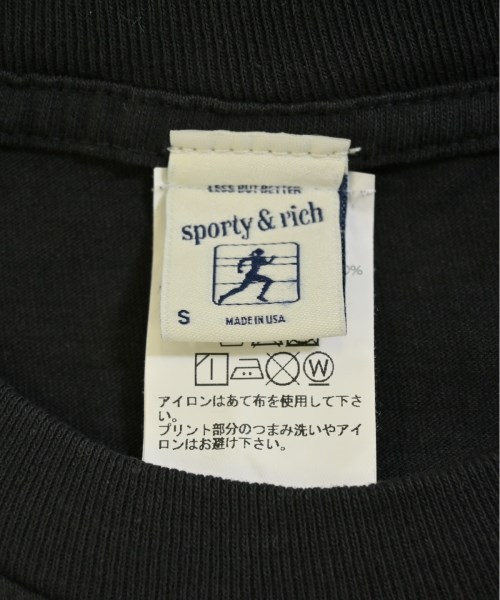 LESS BUT BETTER
sporty & rich
S
MADE IN USA
0%
W
アイロンはあて布を使用して下さ
い。
プリント部分のつまみ洗いやアイ
ロンはお避け下さい。